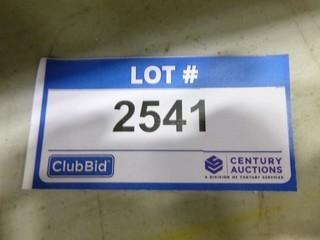 LOT #
2541
ClubBid
CENTURY
AUCTIONS
A DIVISION OF CENTURY SERVICES